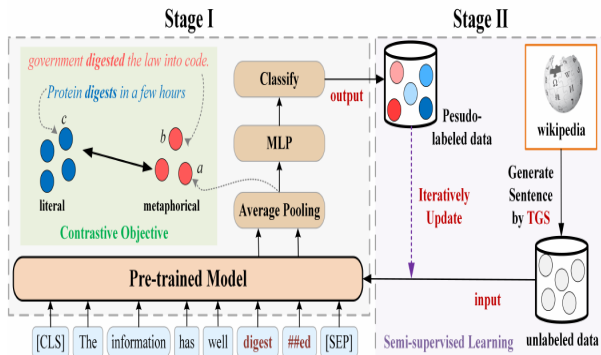 Stage I
Stage II
government digested the law into code.
Protein digests in a few hours
c
b
a
literal
metaphorical
Contrastive Objective
Classify
MLP
Average Pooling
Pre-trained Model
[CLS]
The
information
has
well
digest
##ed
[SEP]
output
Pesudo-
labeled data
wikipedia
Iteratively
Update
Generate
Sentence
by TGS
input
unlabeled data
Semi-supervised Learning